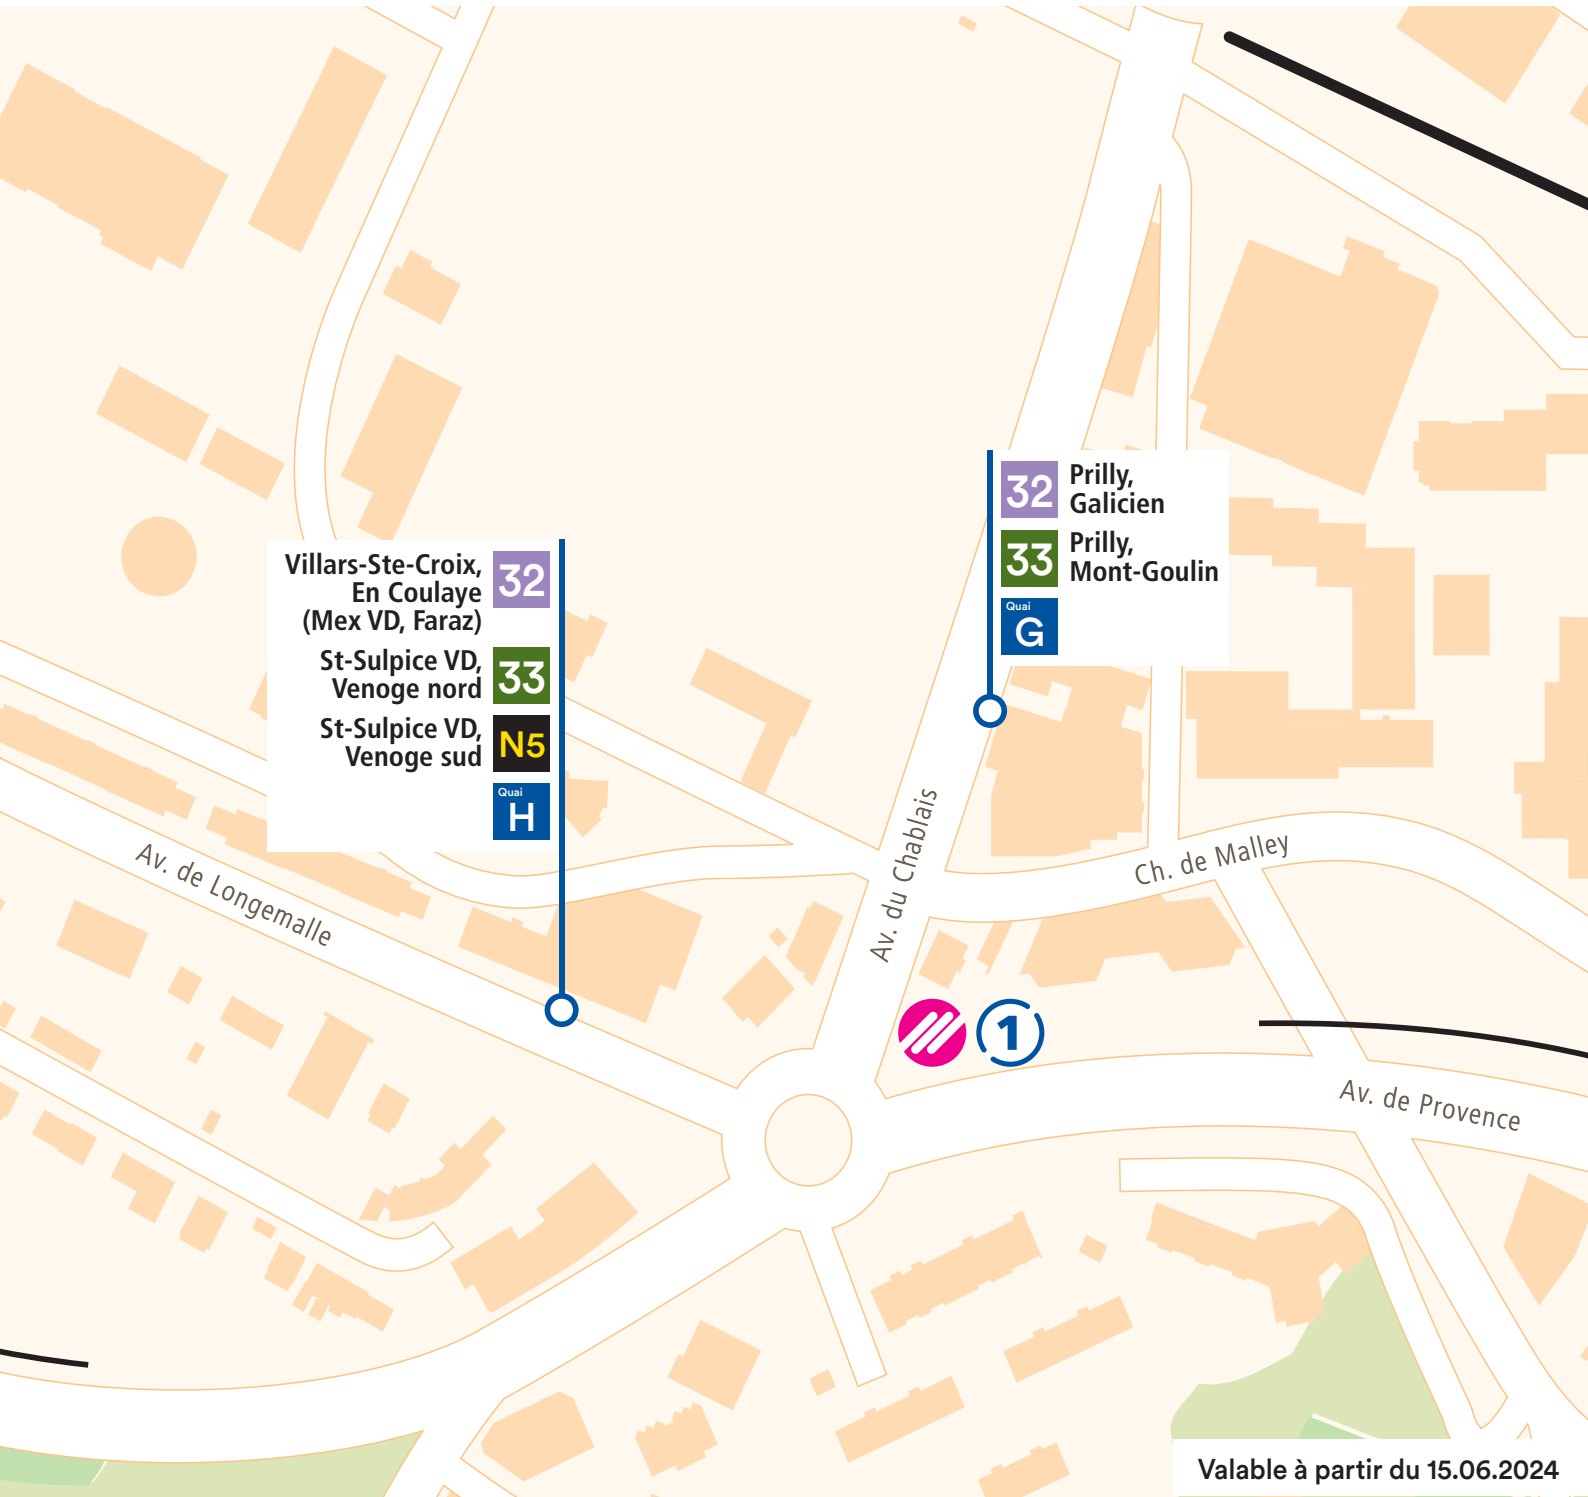 32 Prilly,
Galicien
33 Prilly,
Mont-Goulin
Quai
G
Villars-Ste-Croix, 32
En Coulaye
(Mex VD, Faraz)
St-Sulpice VD, 33
Venoge nord
St-Sulpice VD, N5
Venoge sud
Quai
H
Av. du Chablais
Ch. de Malley
Av. de Longemalle
1
Av. de Provence
Valable à partir du 15.06.2024